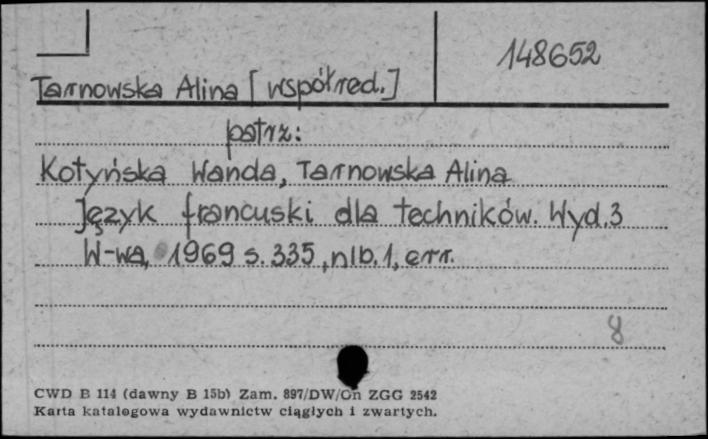 148652
Tarnowska Alina [współred.]
patrz:
Kotyńska Wanda, Tarnowska Alina
Język francuski dla techników. Wyd.3
W-wa, 1969 s. 335, nlb. 1, err.
8
CWD B 114 (dawny B 15b) Zam. 897/DW/Gn ZGG 2542
Karta katalogowa wydawnictw ciągłych i zwartych.